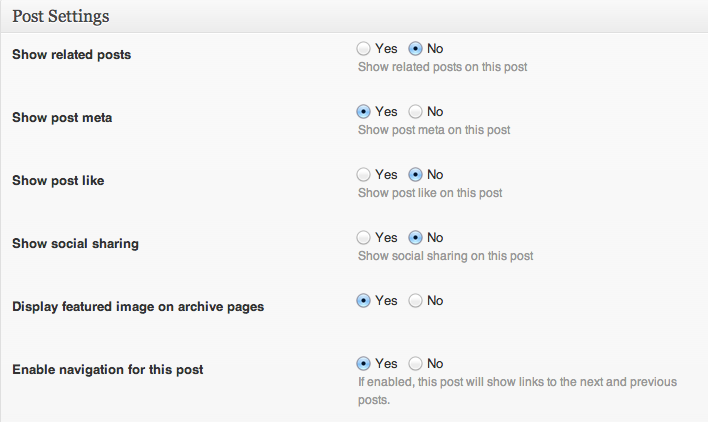 Post Settings
Show related posts Yes No
Show related posts on this post
Show post meta Yes No
Show post meta on this post
Show post like Yes No
Show post like on this post
Show social sharing Yes No
Show social sharing on this post
Display featured image on archive pages Yes No
Enable navigation for this post Yes No
If enabled, this post will show links to the next and previous
posts.